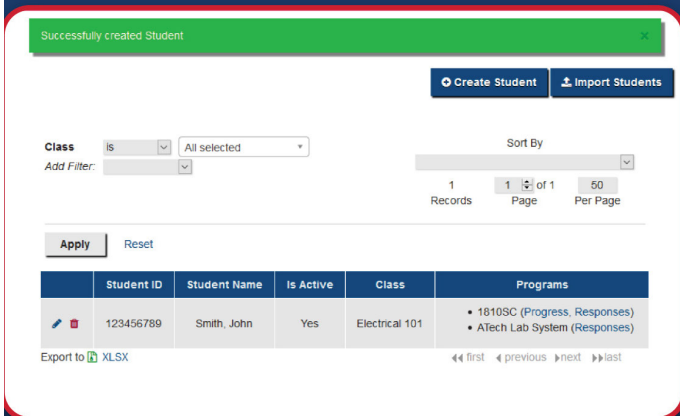 Successfully created Student ×
Create Student Import Students
Class is All selected
Add Filter:
Sort By
1 1 of 1 50
Records Page Per Page
Apply Reset
Student ID Student Name Is Active Class Programs
123456789 Smith, John Yes Electrical 101
• 1810SC (Progress, Responses)
• ATech Lab System (Responses)
Export to XLSX first previous next last